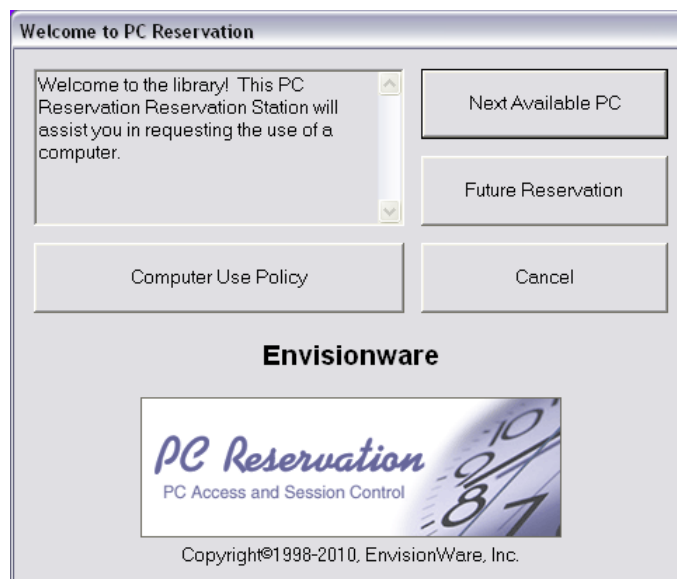 Welcome to PC Reservation
Welcome to the library! This PC
Reservation Reservation Station will
assist you in requesting the use of a
computer.
Next Available PC
Future Reservation
Computer Use Policy
Cancel
Envisionware
PC Reservation
PC Access and Session Control
10
9
8
7
Copyright©1998-2010, EnvisionWare, Inc.